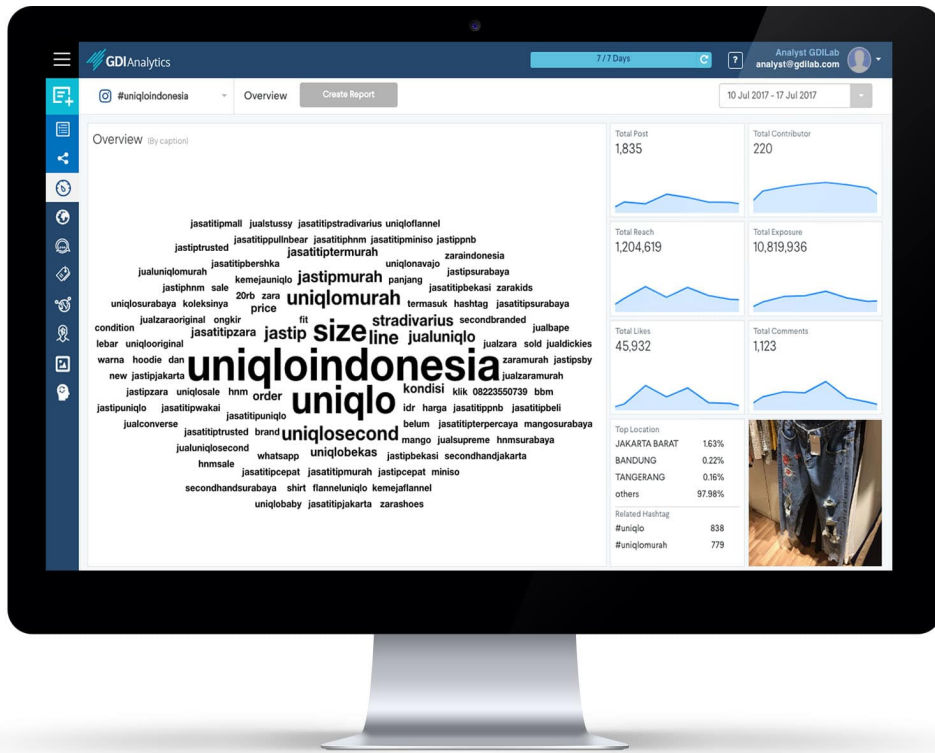 GDIAnalytics
7/7 Days
?
Analyst GDILab
analyst@gdilab.com
#uniqloindonesia
Overview
Create Report
10 Jul 2017 - 17 Jul 2017
Overview (By caption)
jasatitipmall jualstussy jasatitipstradivarius uniqloflannel
jasatitippullnbear jasatitiphnm jasatitipminiso jastippnb
jastiptrusted jasatitiptermurah zaraindonesia
jasatitipbershka uniqlonavajo
jualuniqlomurah kemejauniqlo jastipmurah panjang jastipsurabaya
jastiphnm sale jasatitipbekasi zarakids
20rb zara uniqlomurah termasuk hashtag jasatitipsurabaya
uniqlosurabaya koleksinya price
jualzaraoriginal ongkir fit stradivarius secondbranded
condition jasatitipzara jastip size line jualuniqlo jualbape
lebar uniqlooriginal jualzara sold jualdickies
warna hoodie dan uniqloindonesia zaramurah jastipsby
new jastipjakarta jualzaramurah
jastipzara uniqlosale hnm order uniqlo kondisi klik 08223550739 bbm
jastipuniqlo jasatitipwakai jasatitipuniqlo idr harga jasatitippnb jasatitipbeli
jualconverse belum jasatitipterpercaya mangosurabaya
jasatitiptrusted brand uniqlosecond mango jualsupreme hnmsurabaya
jualuniqlosecond whatsapp uniqlobekas jastipbekasi secondhandjakarta
hnmsale
jasatitipcepat jasatitipmurah jastipcepat miniso
secondhandsurabaya shirt flanneluniqlo kemejaflannel
uniqlobaby jasatitipjakarta zarashoes
Total Post
1,835
Total Contributor
220
Total Reach
1,204,619
Total Exposure
10,819,936
Total Likes
45,932
Total Comments
1,123
Top Location
JAKARTA BARAT 1.63%
BANDUNG 0.22%
TANGERANG 0.16%
others 97.98%
Related Hashtag
#uniqlo 838
#uniqlomurah 779